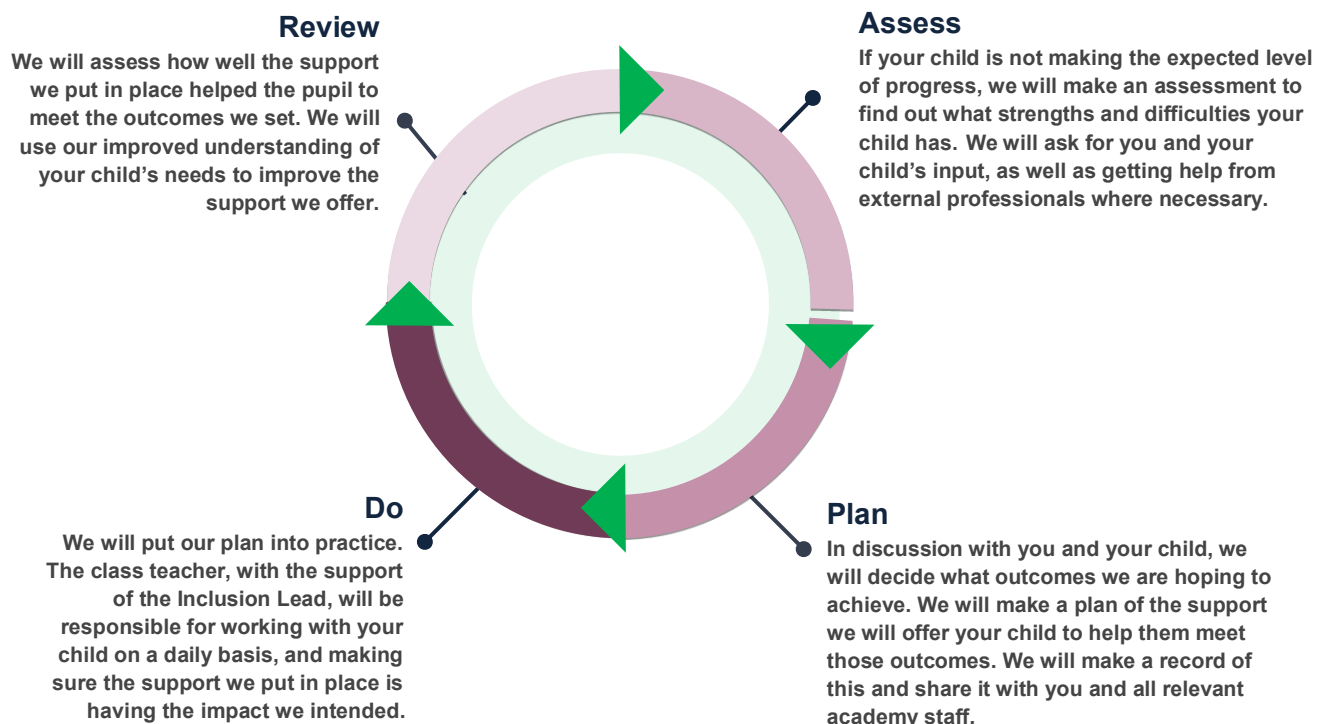 Review
We will assess how well the support
we put in place helped the pupil to
meet the outcomes we set. We will
use our improved understanding of
your child’s needs to improve the
support we offer.
Assess
If your child is not making the expected level
of progress, we will make an assessment to
find out what strengths and difficulties your
child has. We will ask for you and your
child’s input, as well as getting help from
external professionals where necessary.
Do
We will put our plan into practice.
The class teacher, with the support
of the Inclusion Lead, will be
responsible for working with your
child on a daily basis, and making
sure the support we put in place is
having the impact we intended.
Plan
In discussion with you and your child, we
will decide what outcomes we are hoping to
achieve. We will make a plan of the support
we will offer your child to help them meet
those outcomes. We will make a record of
this and share it with you and all relevant
academy staff.